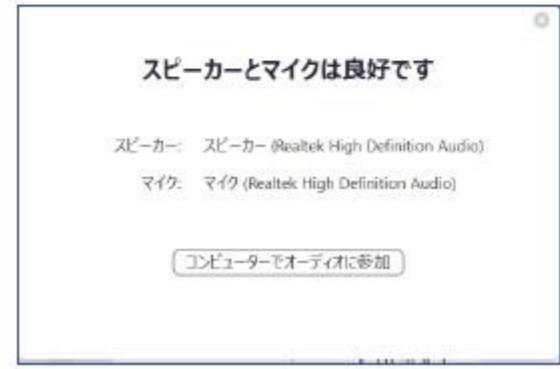 スピーカーとマイクは良好です
スピーカー: スピーカー (Realtek High Definition Audio)
マイク: マイク (Realtek High Definition Audio)
コンピューターでオーディオに参加